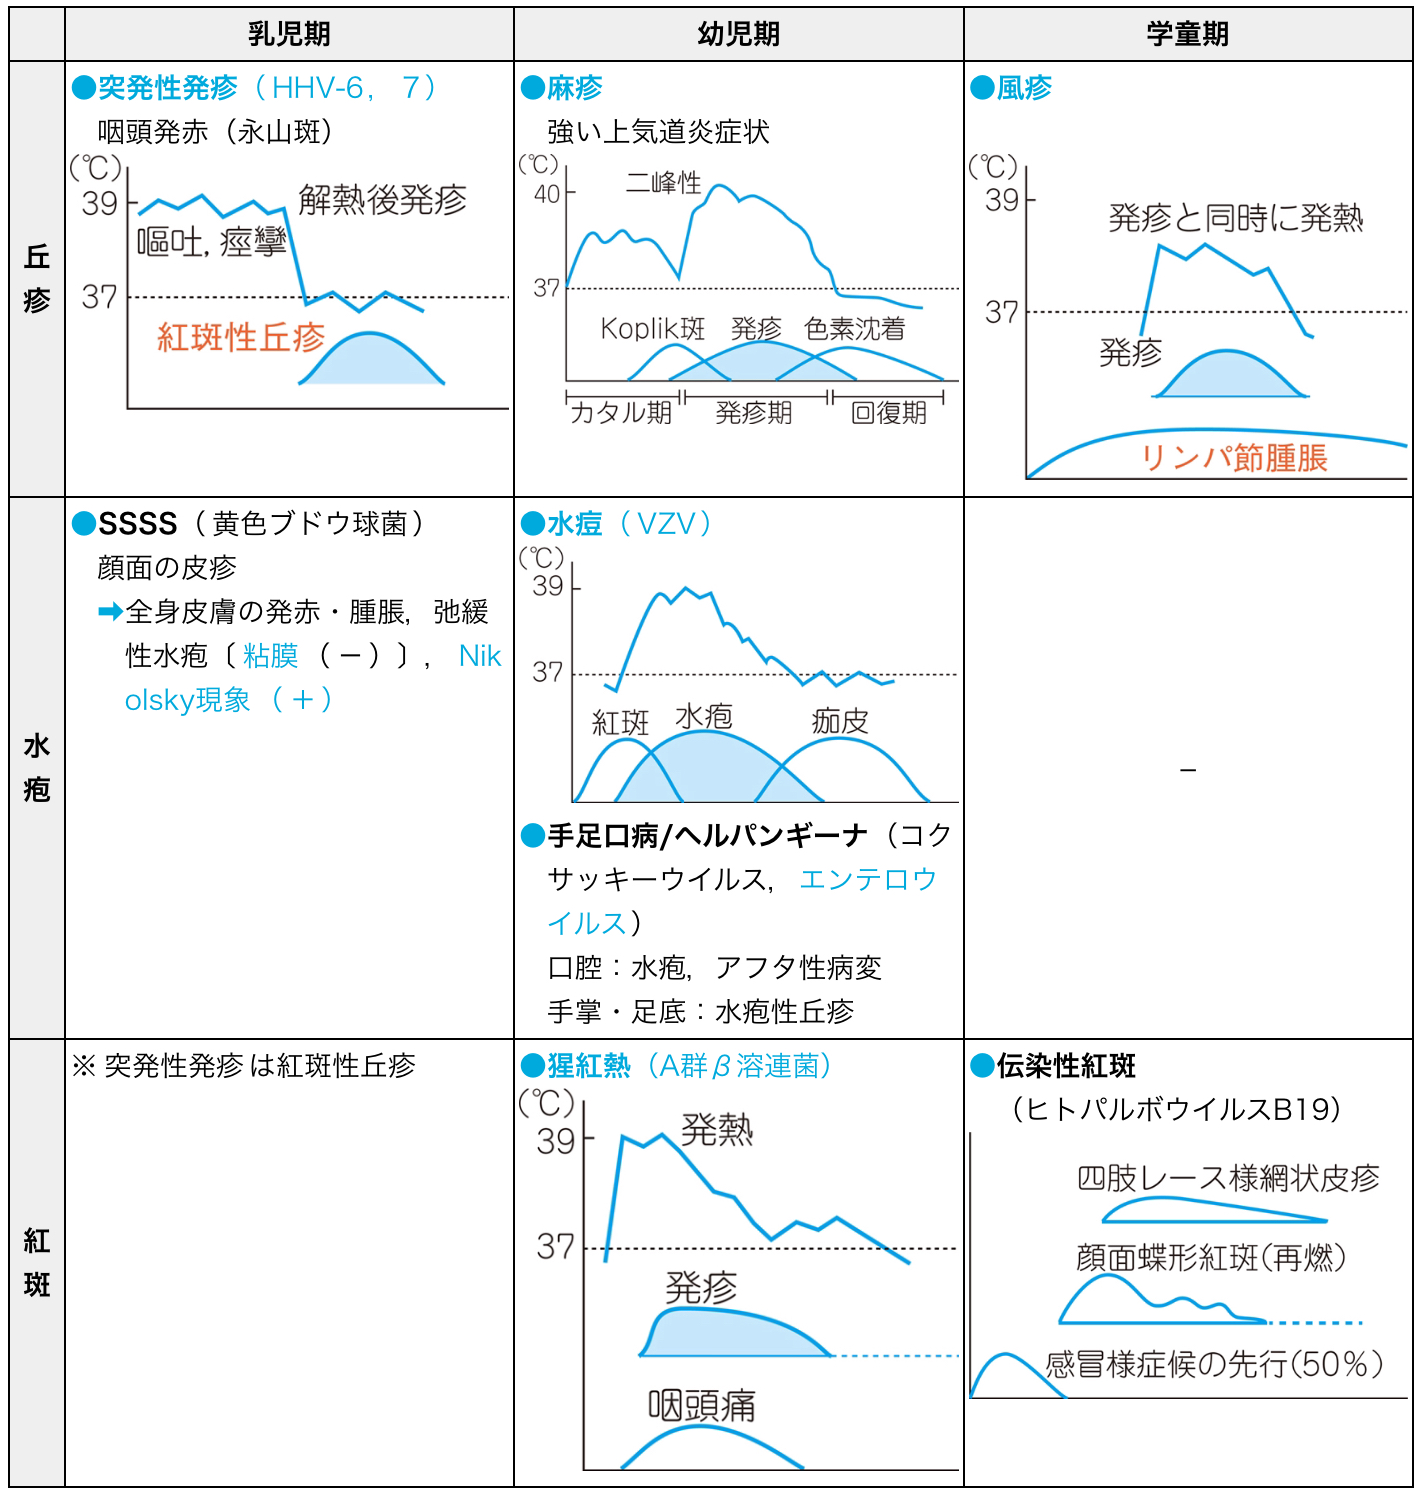 乳児期
幼児期
学童期
丘疹
●突発性発疹（HHV-6, 7）
咽頭発赤（永山斑）
(℃)
39
解熱後発疹
嘔吐, 痙攣
37
紅斑性丘疹
●麻疹
強い上気道炎症状
(℃)
40
二峰性
37
Koplik斑 発疹 色素沈着
カタル期 発疹期 回復期
●風疹
(℃)
39
発疹と同時に発熱
37
発疹
リンパ節腫脹
水疱
●SSSS（黄色ブドウ球菌）
顔面の皮疹
➡全身皮膚の発赤・腫脹，弛緩
性水疱〔粘膜（－）〕，Nik
olsky現象（＋）
●水痘（VZV）
(℃)
39
37
紅斑 水疱 痂皮
●手足口病/ヘルパンギーナ（コク
サッキーウイルス，エンテロウ
イルス）
口腔：水疱，アフタ性病変
手掌・足底：水疱性丘疹
－
紅斑
※ 突発性発疹 は紅斑性丘疹
●猩紅熱（A群β溶連菌）
(℃)
39
発熱
37
発疹
咽頭痛
●伝染性紅斑
（ヒトパルボウイルスB19）
四肢レース様網状皮疹
顔面蝶形紅斑(再燃)
感冒様症候の先行(50％)